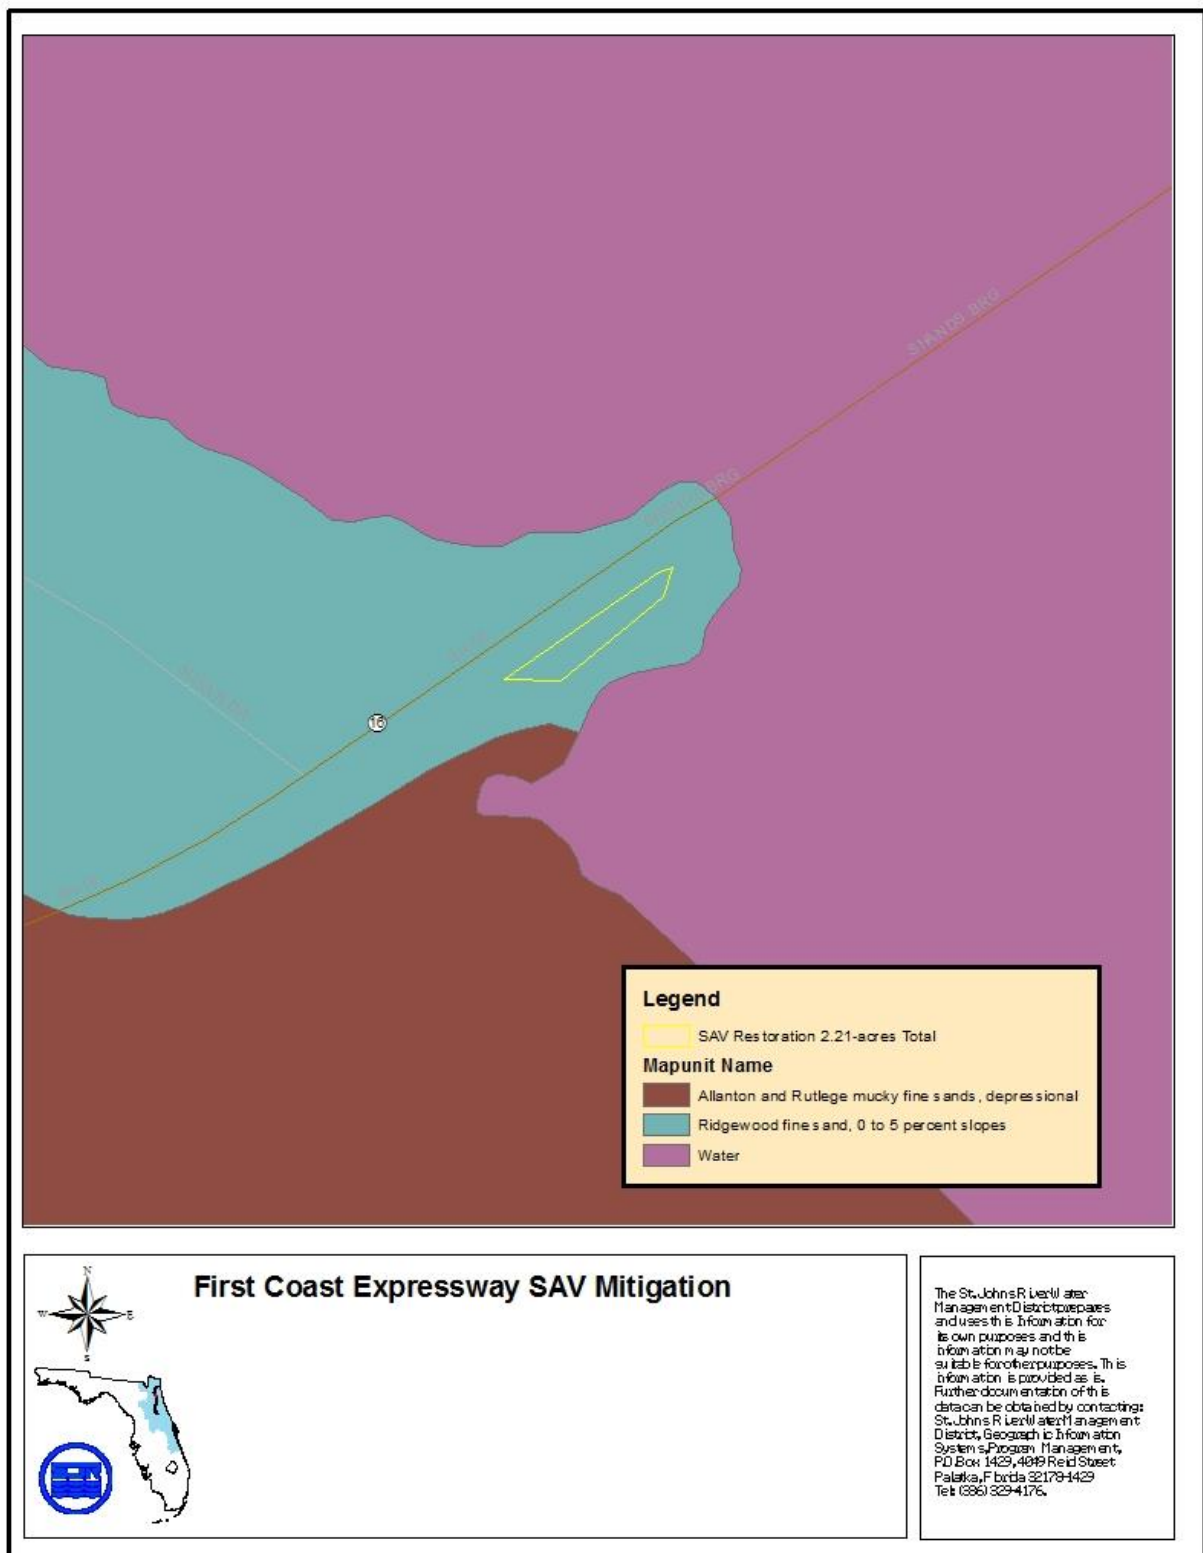 SHANDS BRG
16
Legend
SAV Restoration 2.21-acres Total
Mapunit Name
Allanton and Rutlege mucky fine sands, depressional
Ridgewood fine sand, 0 to 5 percent slopes
Water
N
W E
S
First Coast Expressway SAV Mitigation
The St. Johns River Water
Management District prepares
and uses this information for
its own purposes and this
information may not be
suitable for other purposes. This
information is provided as is.
Further documentation of this
data can be obtained by contacting:
St. Johns River Water Management
District, Geographic Information
Systems, Program Management,
P.O.Box 1429, 4049 Reid Street
Palatka, Florida 32178-1429
Tel: (386) 329-4176.